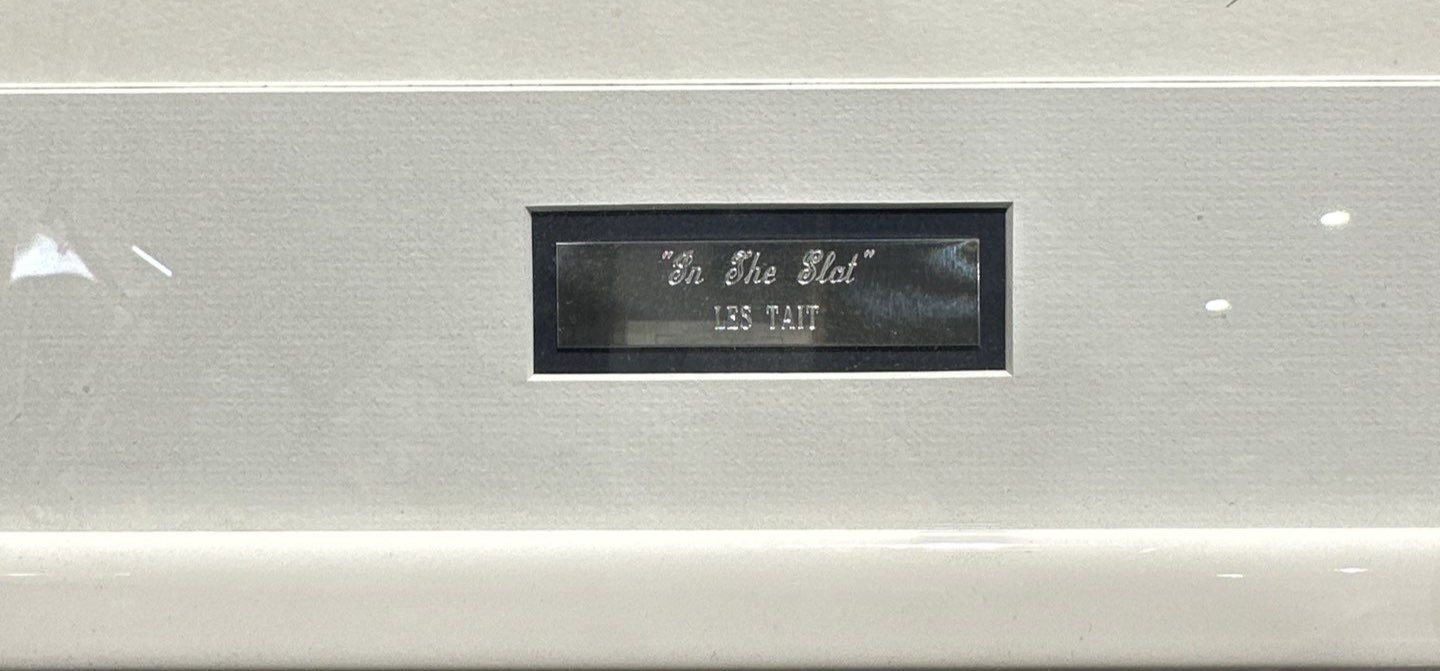 "In The Slot"
LES TAIT